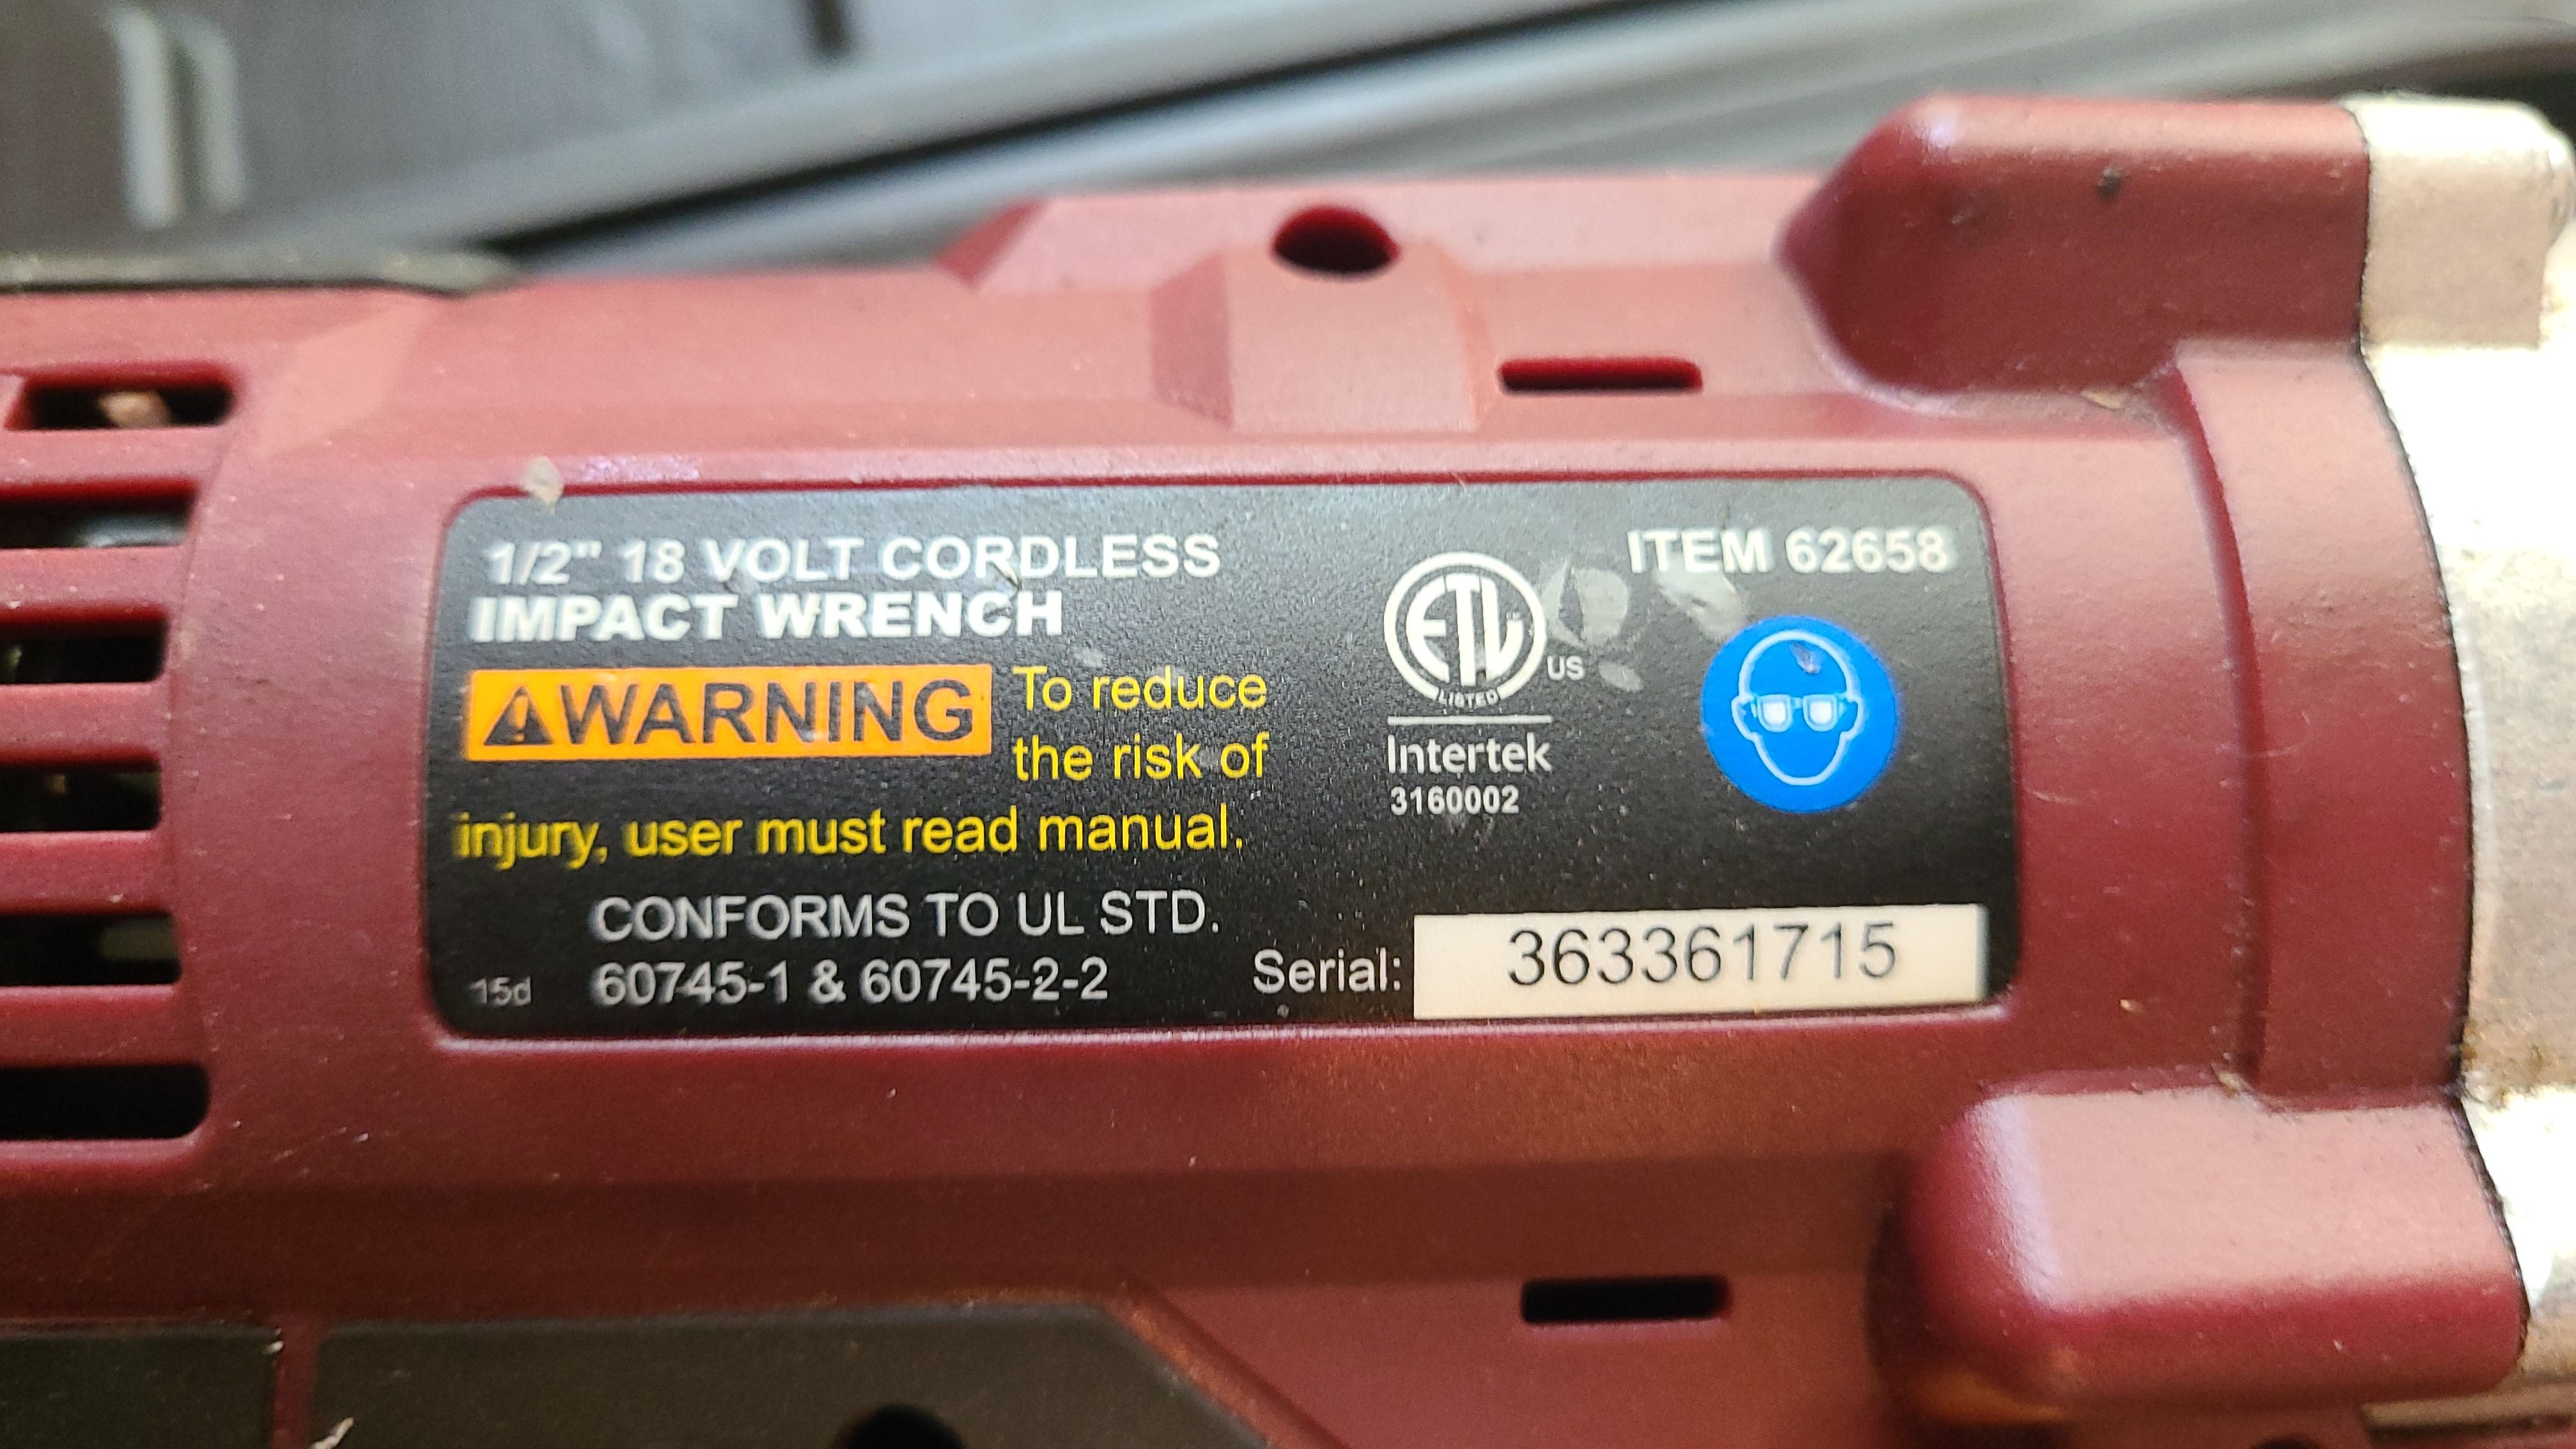 1/2" 18 VOLT CORDLESS
IMPACT WRENCH
WARNING To reduce
the risk of
injury, user must read manual.
CONFORMS TO UL STD.
60745-1 & 60745-2-2
15d
ETL
LISTED
US
Intertek
3160002
ITEM 62658
Serial: 363361715